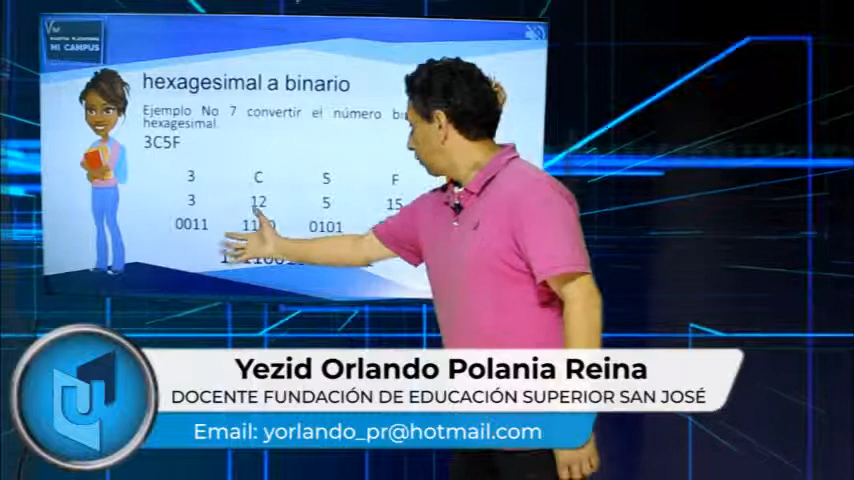 MI CAMPUS
hexagesimal a binario
Ejemplo No 7 convertir el número
hexagesimal.
3C5F
3 C 5 F
3 12 5 15
0011 0101
Yezid Orlando Polania Reina
DOCENTE FUNDACIÓN DE EDUCACIÓN SUPERIOR SAN JOSÉ
Email: yorlando_pr@hotmail.com